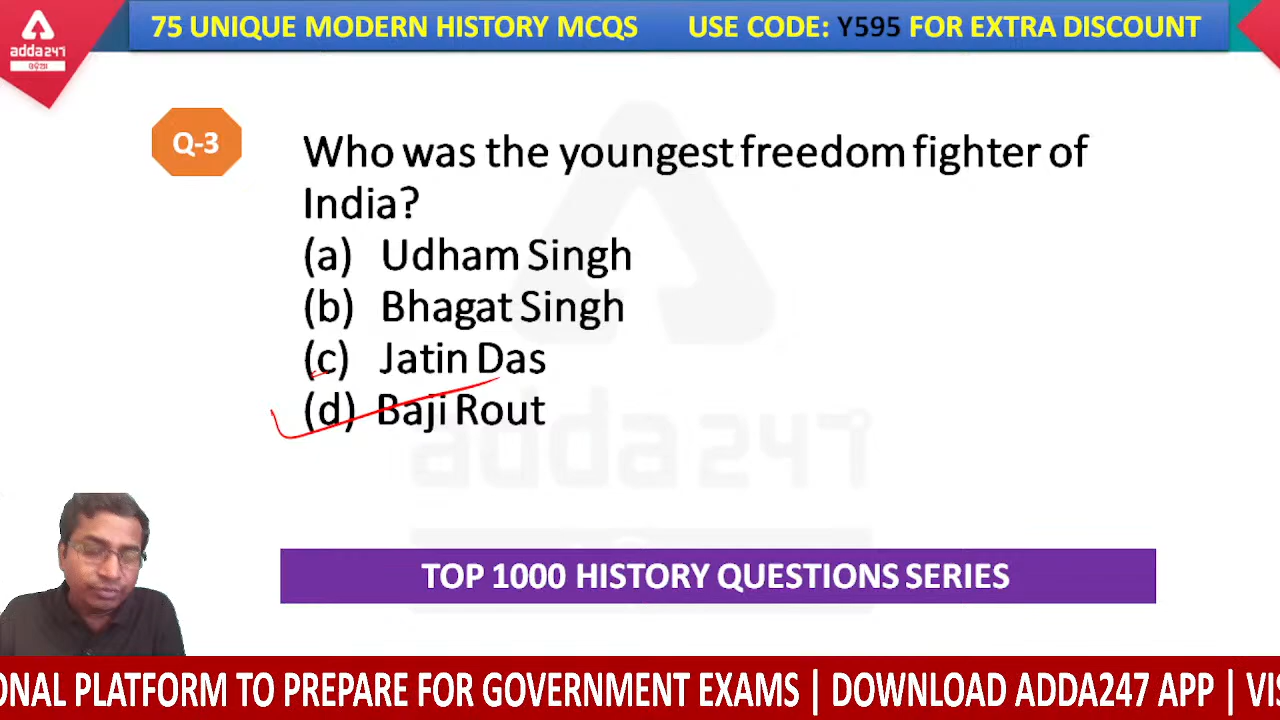 75 UNIQUE MODERN HISTORY MCQS USE CODE: Y595 FOR EXTRA DISCOUNT
adda247
ଓଡ଼ିଆ
Q-3
Who was the youngest freedom fighter of
India?
(a) Udham Singh
(b) Bhagat Singh
(c) Jatin Das
(d) Baji Rout
adda247
TOP 1000 HISTORY QUESTIONS SERIES
ONAL PLATFORM TO PREPARE FOR GOVERNMENT EXAMS | DOWNLOAD ADDA247 APP | VIS